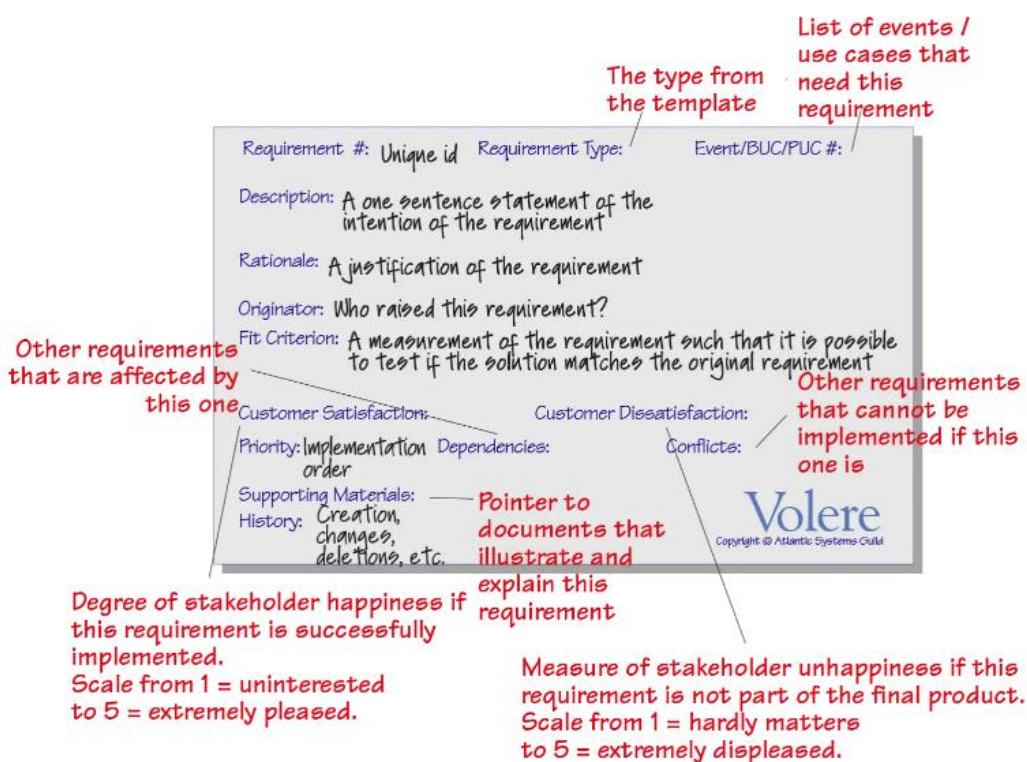 List of events /
use cases that
need this
requirement
The type from
the template
Requirement #: Unique id Requirement Type: Event/BUC/PUC #:
Description: A one sentence statement of the
intention of the requirement
Rationale: A justification of the requirement
Originator: Who raised this requirement?
Fit Criterion: A measurement of the requirement such that it is possible
to test if the solution matches the original requirement
Other requirements
that are affected by
this one
Other requirements
that cannot be
implemented if this
one is
Customer Satisfaction: Customer Dissatisfaction:
Priority: Implementation
order
Dependencies: Conflicts:
Supporting Materials:
History: Creation,
changes,
deletions, etc.
Pointer to
documents that
illustrate and
explain this
requirement
Volere
Copyright © Atlantic Systems Guild
Degree of stakeholder happiness if
this requirement is successfully
implemented.
Scale from 1 = uninterested
to 5 = extremely pleased.
Measure of stakeholder unhappiness if this
requirement is not part of the final product.
Scale from 1 = hardly matters
to 5 = extremely displeased.